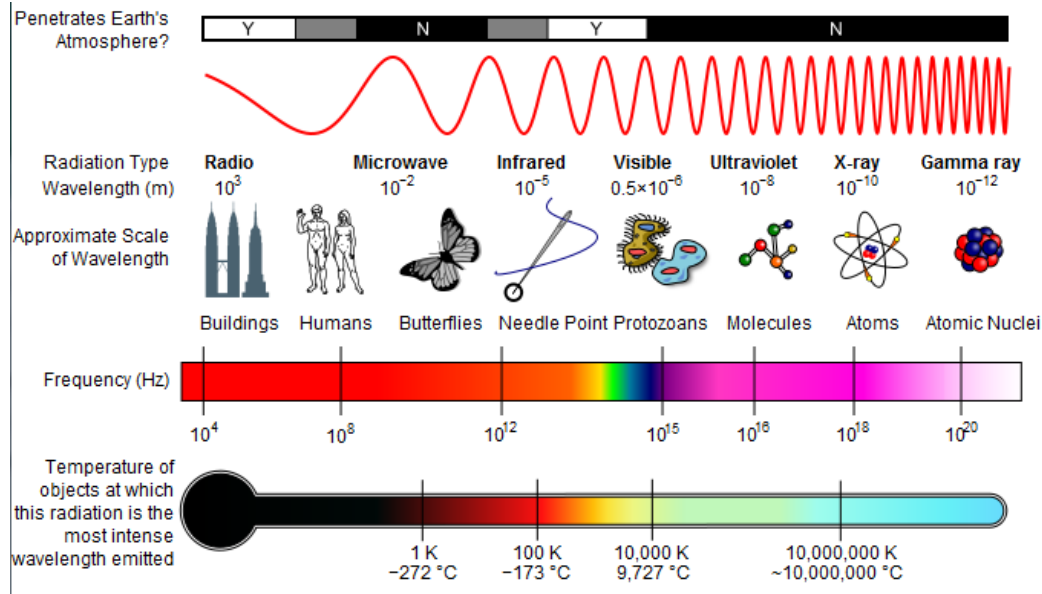 Penetrates Earth's
Atmosphere?
Y N Y N
Radiation Type
Radio Microwave Infrared Visible Ultraviolet X-ray Gamma ray
Wavelength (m)
10³ 10⁻² 10⁻⁵ 0.5×10⁻⁶ 10⁻⁸ 10⁻¹⁰ 10⁻¹²
Approximate Scale
of Wavelength
Buildings Humans Butterflies Needle Point Protozoans Molecules Atoms Atomic Nuclei
Frequency (Hz)
10⁴ 10⁸ 10¹² 10¹⁵ 10¹⁶ 10¹⁸ 10²⁰
Temperature of
objects at which
this radiation is the
most intense
wavelength emitted
1 K 100 K 10,000 K 10,000,000 K
−272 °C −173 °C 9,727 °C ~10,000,000 °C